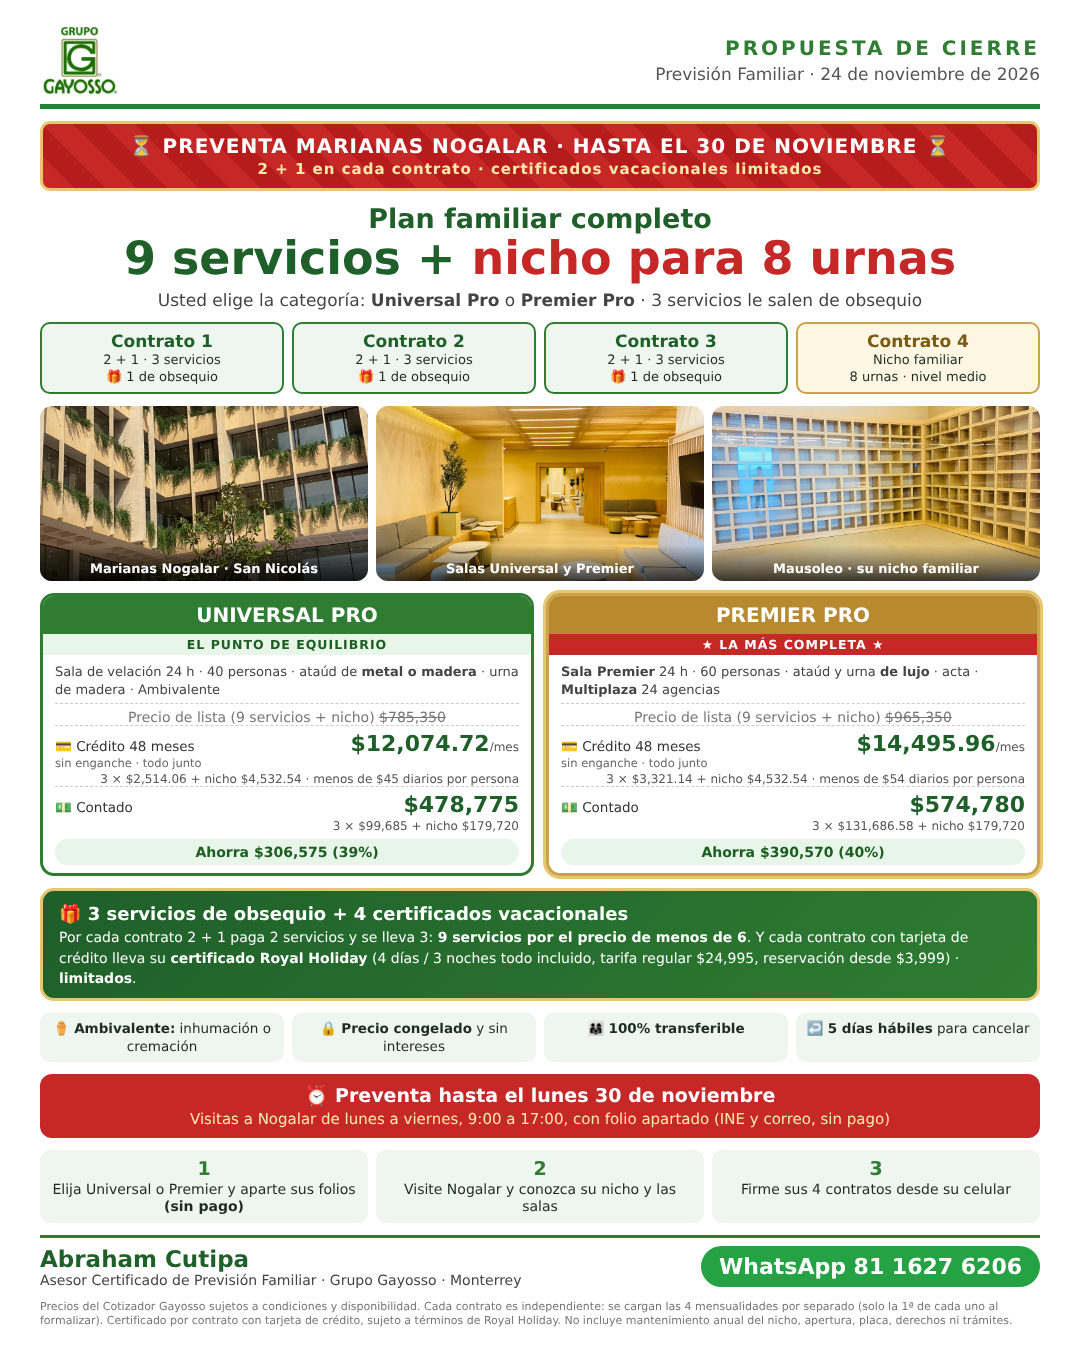 GRUPO
G
GAYOSSO.
PROPUESTA DE CIERRE
Previsión Familiar · 24 de noviembre de 2026
⏳ PREVENTA MARIANAS NOGALAR · HASTA EL 30 DE NOVIEMBRE ⏳
2 + 1 en cada contrato · certificados vacacionales limitados
Plan familiar completo
9 servicios + nicho para 8 urnas
Usted elige la categoría: Universal Pro o Premier Pro · 3 servicios le salen de obsequio
Contrato 1
2 + 1 · 3 servicios
🎁 1 de obsequio
Contrato 2
2 + 1 · 3 servicios
🎁 1 de obsequio
Contrato 3
2 + 1 · 3 servicios
🎁 1 de obsequio
Contrato 4
Nicho familiar
8 urnas · nivel medio
Marianas Nogalar · San Nicolás
Salas Universal y Premier
Mausoleo · su nicho familiar
UNIVERSAL PRO
EL PUNTO DE EQUILIBRIO
Sala de velación 24 h · 40 personas · ataúd de metal o madera · urna
de madera · Ambivalente
Precio de lista (9 servicios + nicho) $785,350
💳 Crédito 48 meses $12,074.72/mes
sin enganche · todo junto
3 × $2,514.06 + nicho $4,532.54 · menos de $45 diarios por persona
💵 Contado $478,775
3 × $99,685 + nicho $179,720
Ahorra $306,575 (39%)
PREMIER PRO
★ LA MÁS COMPLETA ★
Sala Premier 24 h · 60 personas · ataúd y urna de lujo · acta ·
Multiplaza 24 agencias
Precio de lista (9 servicios + nicho) $965,350
💳 Crédito 48 meses $14,495.96/mes
sin enganche · todo junto
3 × $3,321.14 + nicho $4,532.54 · menos de $54 diarios por persona
💵 Contado $574,780
3 × $131,686.58 + nicho $179,720
Ahorra $390,570 (40%)
🎁 3 servicios de obsequio + 4 certificados vacacionales
Por cada contrato 2 + 1 paga 2 servicios y se lleva 3: 9 servicios por el precio de menos de 6. Y cada contrato con tarjeta de
crédito lleva su certificado Royal Holiday (4 días / 3 noches todo incluido, tarifa regular $24,995, reservación desde $3,999) ·
limitados.
⚱️ Ambivalente: inhumación o
cremación
🔒 Precio congelado y sin
intereses
👨‍👩‍👧 100% transferible
↩️ 5 días hábiles para cancelar
⏰ Preventa hasta el lunes 30 de noviembre
Visitas a Nogalar de lunes a viernes, 9:00 a 17:00, con folio apartado (INE y correo, sin pago)
1
Elija Universal o Premier y aparte sus folios
(sin pago)
2
Visite Nogalar y conozca su nicho y las
salas
3
Firme sus 4 contratos desde su celular
Abraham Cutipa
Asesor Certificado de Previsión Familiar · Grupo Gayosso · Monterrey
WhatsApp 81 1627 6206
Precios del Cotizador Gayosso sujetos a condiciones y disponibilidad. Cada contrato es independiente: se cargan las 4 mensualidades por separado (solo la 1ª de cada uno al
formalizar). Certificado por contrato con tarjeta de crédito, sujeto a términos de Royal Holiday. No incluye mantenimiento anual del nicho, apertura, placa, derechos ni trámites.